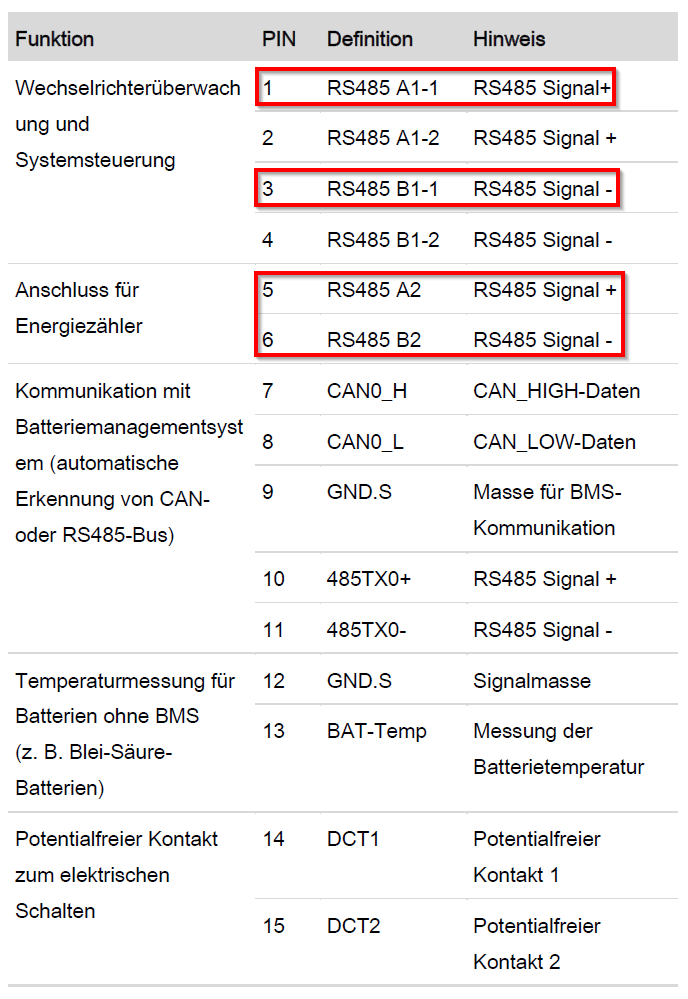 Funktion PIN Definition Hinweis
Wechselrichterüberwach 1 RS485 A1-1 RS485 Signal+
ung und 2 RS485 A1-2 RS485 Signal +
Systemsteuerung
3 RS485 B1-1 RS485 Signal -
4 RS485 B1-2 RS485 Signal -
Anschluss für 5 RS485 A2 RS485 Signal +
Energiezähler 6 RS485 B2 RS485 Signal -
Kommunikation mit 7 CAN0_H CAN_HIGH-Daten
Batteriemanagementsyst
em (automatische 8 CAN0_L CAN_LOW-Daten
Erkennung von CAN- 9 GND.S Masse für BMS-
oder RS485-Bus) Kommunikation
10 485TX0+ RS485 Signal +
11 485TX0- RS485 Signal -
Temperaturmessung für 12 GND.S Signalmasse
Batterien ohne BMS 13 BAT-Temp Messung der
(z. B. Blei-Säure- Batterietemperatur
Batterien)
Potentialfreier Kontakt 14 DCT1 Potentialfreier
zum elektrischen Kontakt 1
Schalten 15 DCT2 Potentialfreier
Kontakt 2